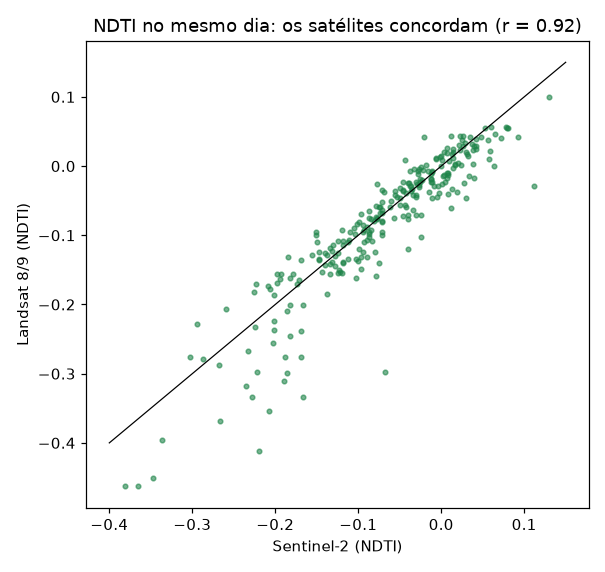 NDTI no mesmo dia: os satélites concordam (r = 0.92)
Landsat 8/9 (NDTI)
0.1
0.0
−0.1
−0.2
−0.3
−0.4
−0.4 −0.3 −0.2 −0.1 0.0 0.1
Sentinel-2 (NDTI)